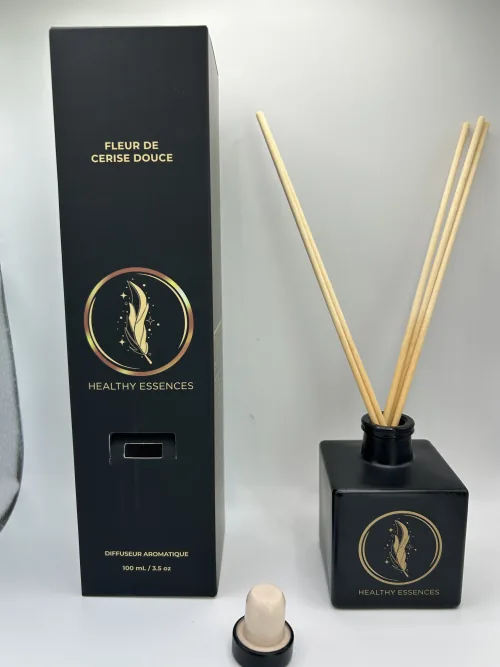 FLEUR DE
CERISE DOUCE
HEALTHY ESSENCES
DIFFUSEUR AROMATIQUE
100 mL / 3.5 oz
HEALTHY ESSENCES